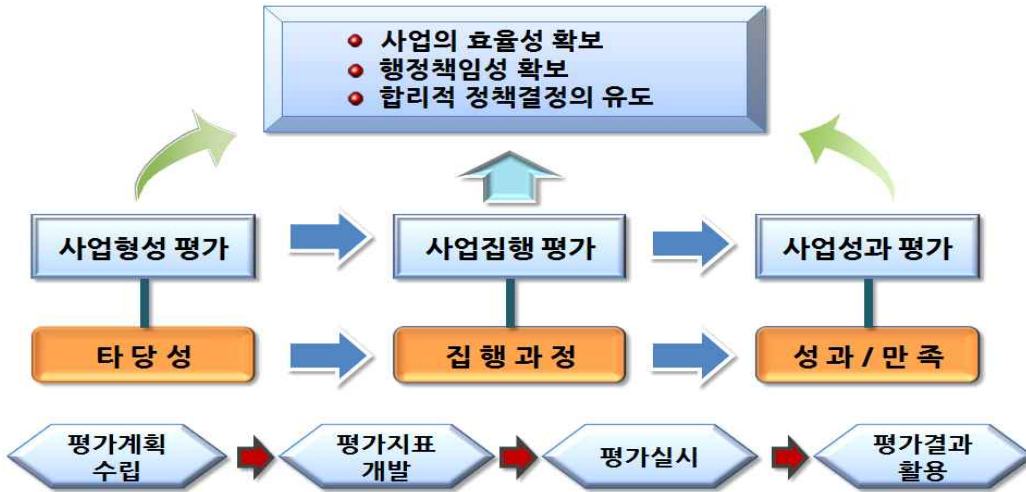 사업의 효율성 확보
행정책임성 확보
합리적 정책결정의 유도
사업형성 평가
사업집행 평가
사업성과 평가
타 당 성
집 행 과 정
성 과 / 만 족
평가계획
수립
평가지표
개발
평가실시
평가결과
활용